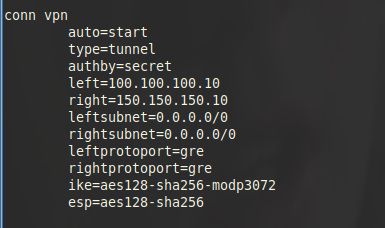 conn vpn
auto=start
type=tunnel
authby=secret
left=100.100.100.10
right=150.150.150.10
leftsubnet=0.0.0.0/0
rightsubnet=0.0.0.0/0
leftprotoport=gre
rightprotoport=gre
ike=aes128-sha256-modp3072
esp=aes128-sha256